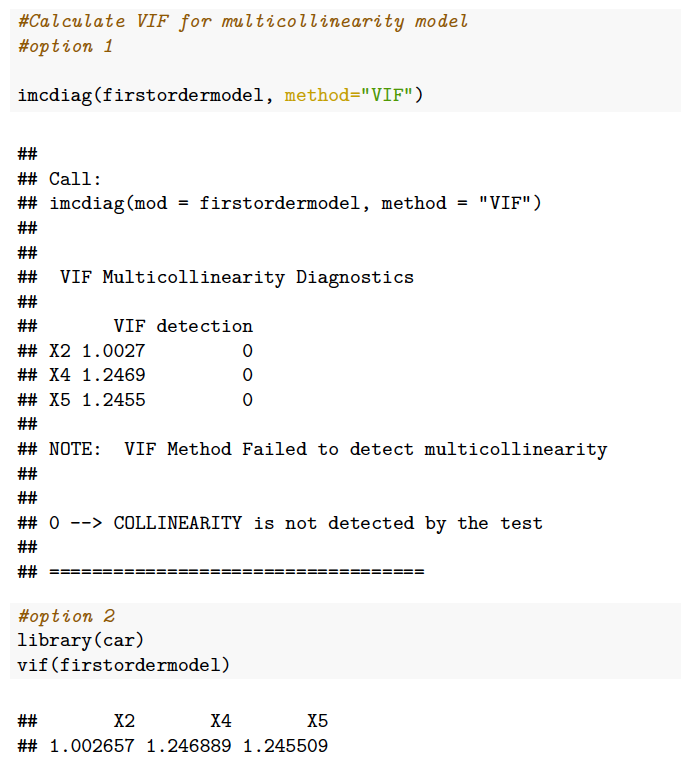 #Calculate VIF for multicollinearity model
#option 1
imcdiag(firstordermodel, method="VIF")
##
## Call:
## imcdiag(mod = firstordermodel, method = "VIF")
##
##
##  VIF Multicollinearity Diagnostics
##
##       VIF detection
## X2 1.0027         0
## X4 1.2469         0
## X5 1.2455         0
##
## NOTE:  VIF Method Failed to detect multicollinearity
##
##
## 0 --> COLLINEARITY is not detected by the test
##
## ===================================
#option 2
library(car)
vif(firstordermodel)
##       X2       X4       X5
## 1.002657 1.246889 1.245509